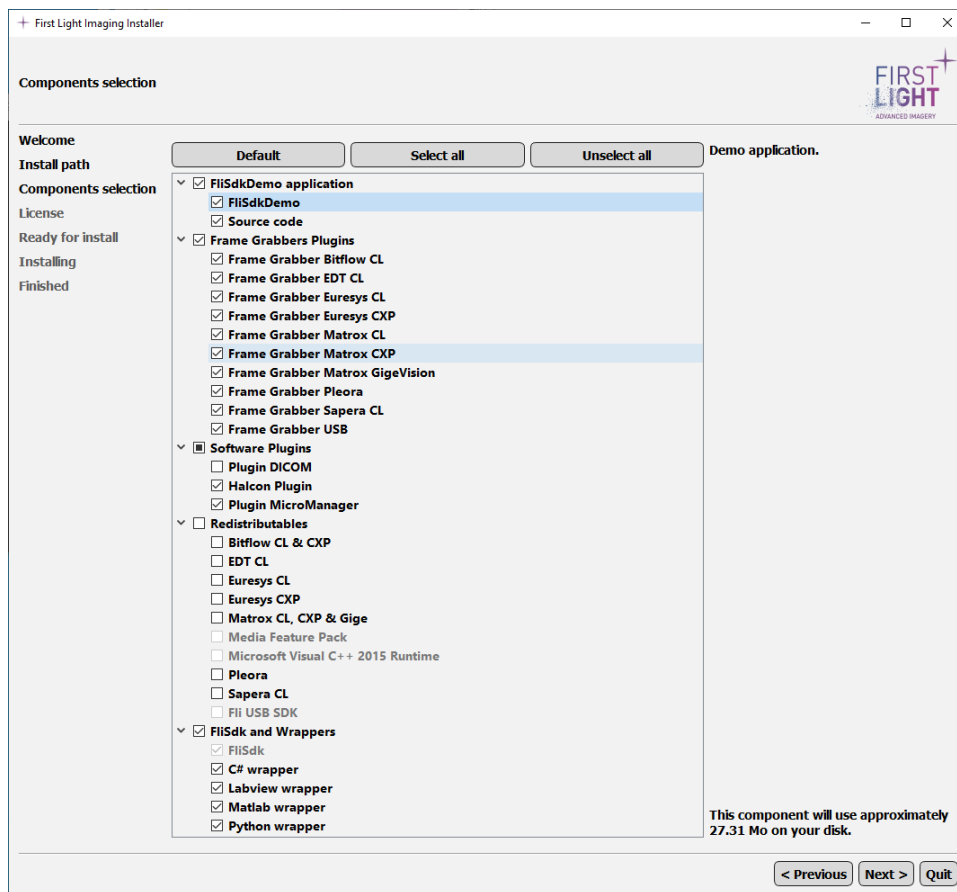 First Light Imaging Installer
Components selection
FIRST
LIGHT
ADVANCED IMAGERY
Welcome
Install path
Components selection
License
Ready for install
Installing
Finished
Default Select all Unselect all
FliSdkDemo application
FliSdkDemo
Source code
Frame Grabbers Plugins
Frame Grabber Bitflow CL
Frame Grabber EDT CL
Frame Grabber Euresys CL
Frame Grabber Euresys CXP
Frame Grabber Matrox CL
Frame Grabber Matrox CXP
Frame Grabber Matrox GigeVision
Frame Grabber Pleora
Frame Grabber Sapera CL
Frame Grabber USB
Software Plugins
Plugin DICOM
Halcon Plugin
Plugin MicroManager
Redistributables
Bitflow CL & CXP
EDT CL
Euresys CL
Euresys CXP
Matrox CL, CXP & Gige
Media Feature Pack
Microsoft Visual C++ 2015 Runtime
Pleora
Sapera CL
Fli USB SDK
FliSdk and Wrappers
FliSdk
C# wrapper
Labview wrapper
Matlab wrapper
Python wrapper
Demo application.
This component will use approximately
27.31 Mo on your disk.
< Previous Next > Quit